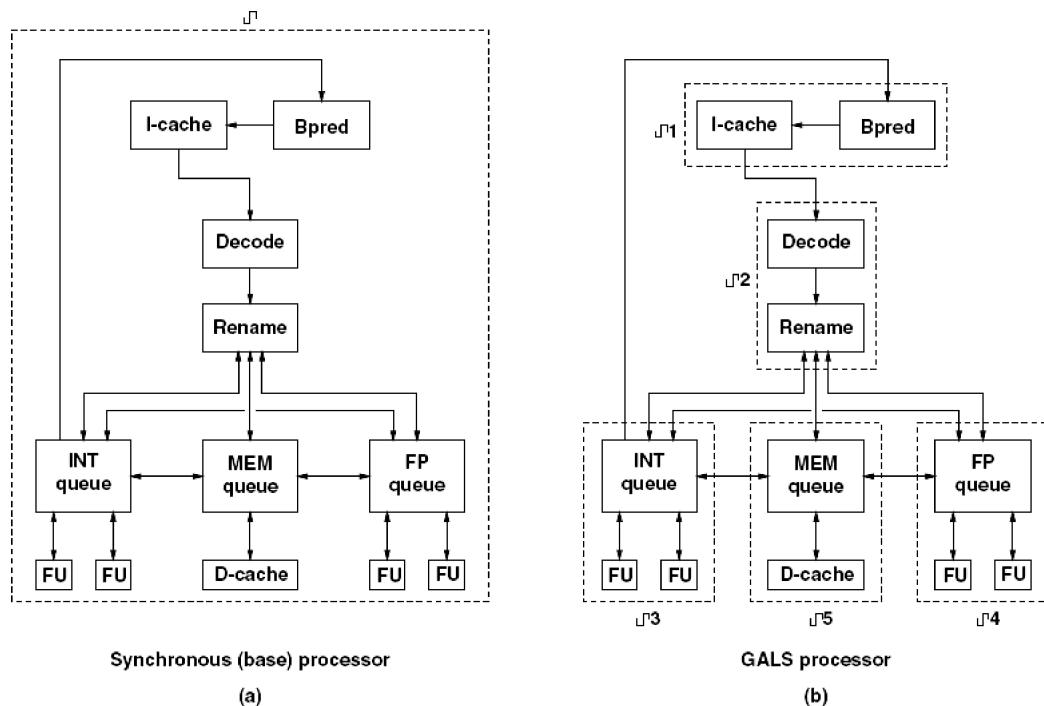 I-cache
Bpred
Decode
Rename
INT
queue
MEM
queue
FP
queue
FU
FU
D-cache
FU
FU
Synchronous (base) processor
(a)
I-cache
Bpred
1
Decode
2
Rename
INT
queue
MEM
queue
FP
queue
FU
FU
D-cache
FU
FU
3
5
4
GALS processor
(b)